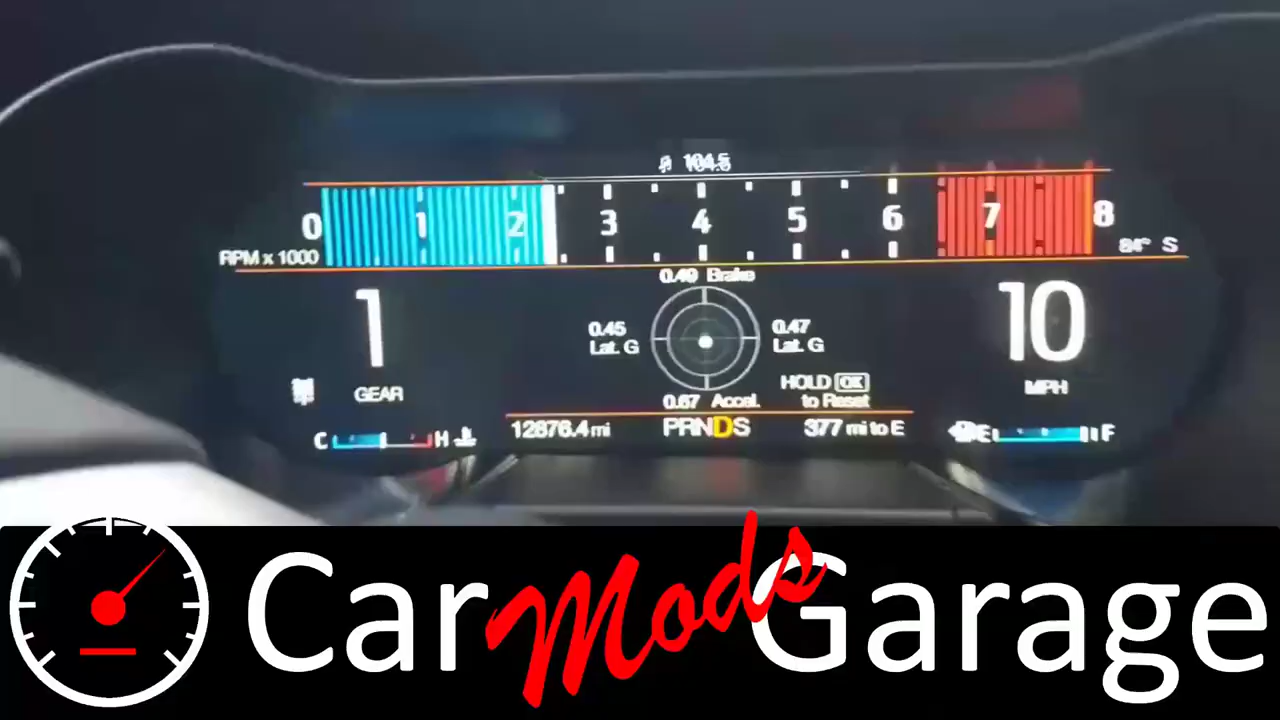 104.5
0 1 2 3 4 5 6 7 8
RPM x 1000
84° S
0.49 Brake
1
GEAR
0.45
Lat. G
0.47
Lat. G
10
MPH
HOLD OK
to Reset
0.67 Accel.
C H
12876.4 mi
PRNDS
377 mi to E
E F
Car Mods Garage